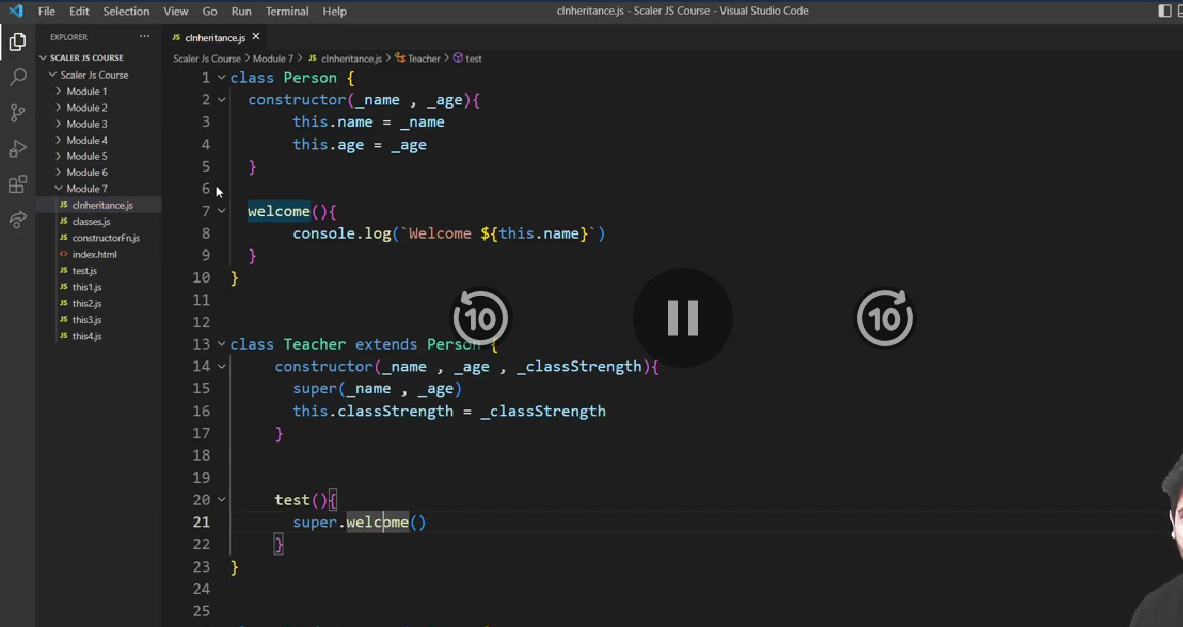 File Edit Selection View Go Run Terminal Help
cInheritance.js - Scaler JS Course - Visual Studio Code
EXPLORER: ...
SCALER JS COURSE
Scaler Js Course
Module 1
Module 2
Module 3
Module 4
Module 5
Module 6
Module 7
cInheritance.js
classes.js
constructorFn.js
index.html
test.js
this1.js
this2.js
this3.js
this4.js
JS cInheritance.js ×
Scaler Js Course > Module 7 > JS cInheritance.js > Teacher > test
1 class Person {
2 constructor(_name , _age){
3 this.name = _name
4 this.age = _age
5 }
6
7 welcome(){
8 console.log(`Welcome ${this.name}`)
9 }
10 }
11
12
13 class Teacher extends Person {
14 constructor(_name , _age , _classStrength){
15 super(_name , _age)
16 this.classStrength = _classStrength
17 }
18
19
20 test(){
21 super.welcome()
22 }
23 }
24
25
10
10